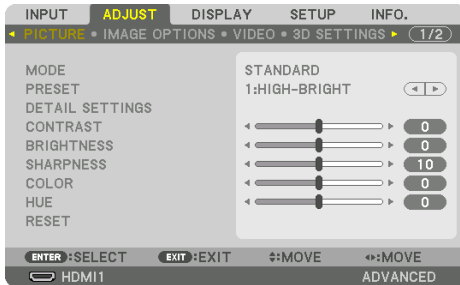 INPUT ADJUST DISPLAY SETUP INFO.
PICTURE • IMAGE OPTIONS • VIDEO • 3D SETTINGS 1/2
MODE STANDARD
PRESET 1:HIGH-BRIGHT
DETAIL SETTINGS
CONTRAST 0
BRIGHTNESS 0
SHARPNESS 10
COLOR 0
HUE 0
RESET
ENTER :SELECT EXIT :EXIT :MOVE :MOVE
HDMI1 ADVANCED